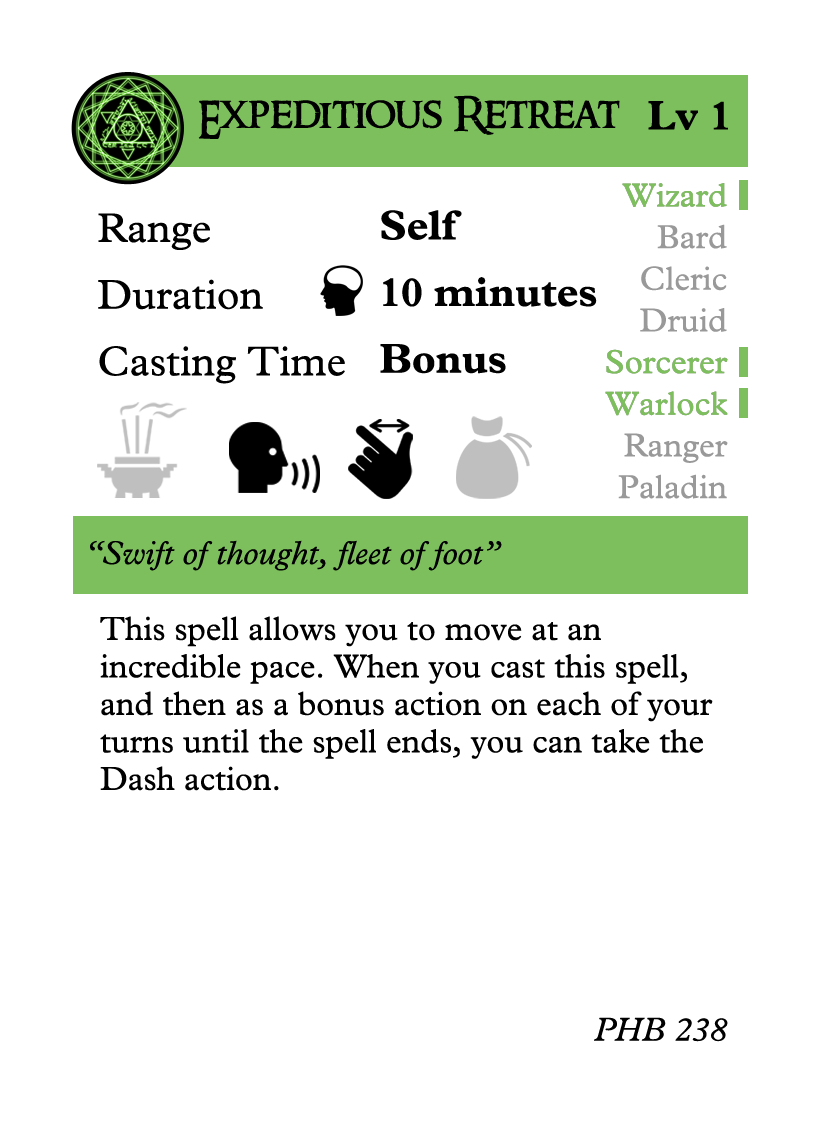 Expeditious Retreat Lv 1
Range Self
Duration 10 minutes
Casting Time Bonus
Wizard
Bard
Cleric
Druid
Sorcerer
Warlock
Ranger
Paladin
“Swift of thought, fleet of foot”
This spell allows you to move at an
incredible pace. When you cast this spell,
and then as a bonus action on each of your
turns until the spell ends, you can take the
Dash action.
PHB 238